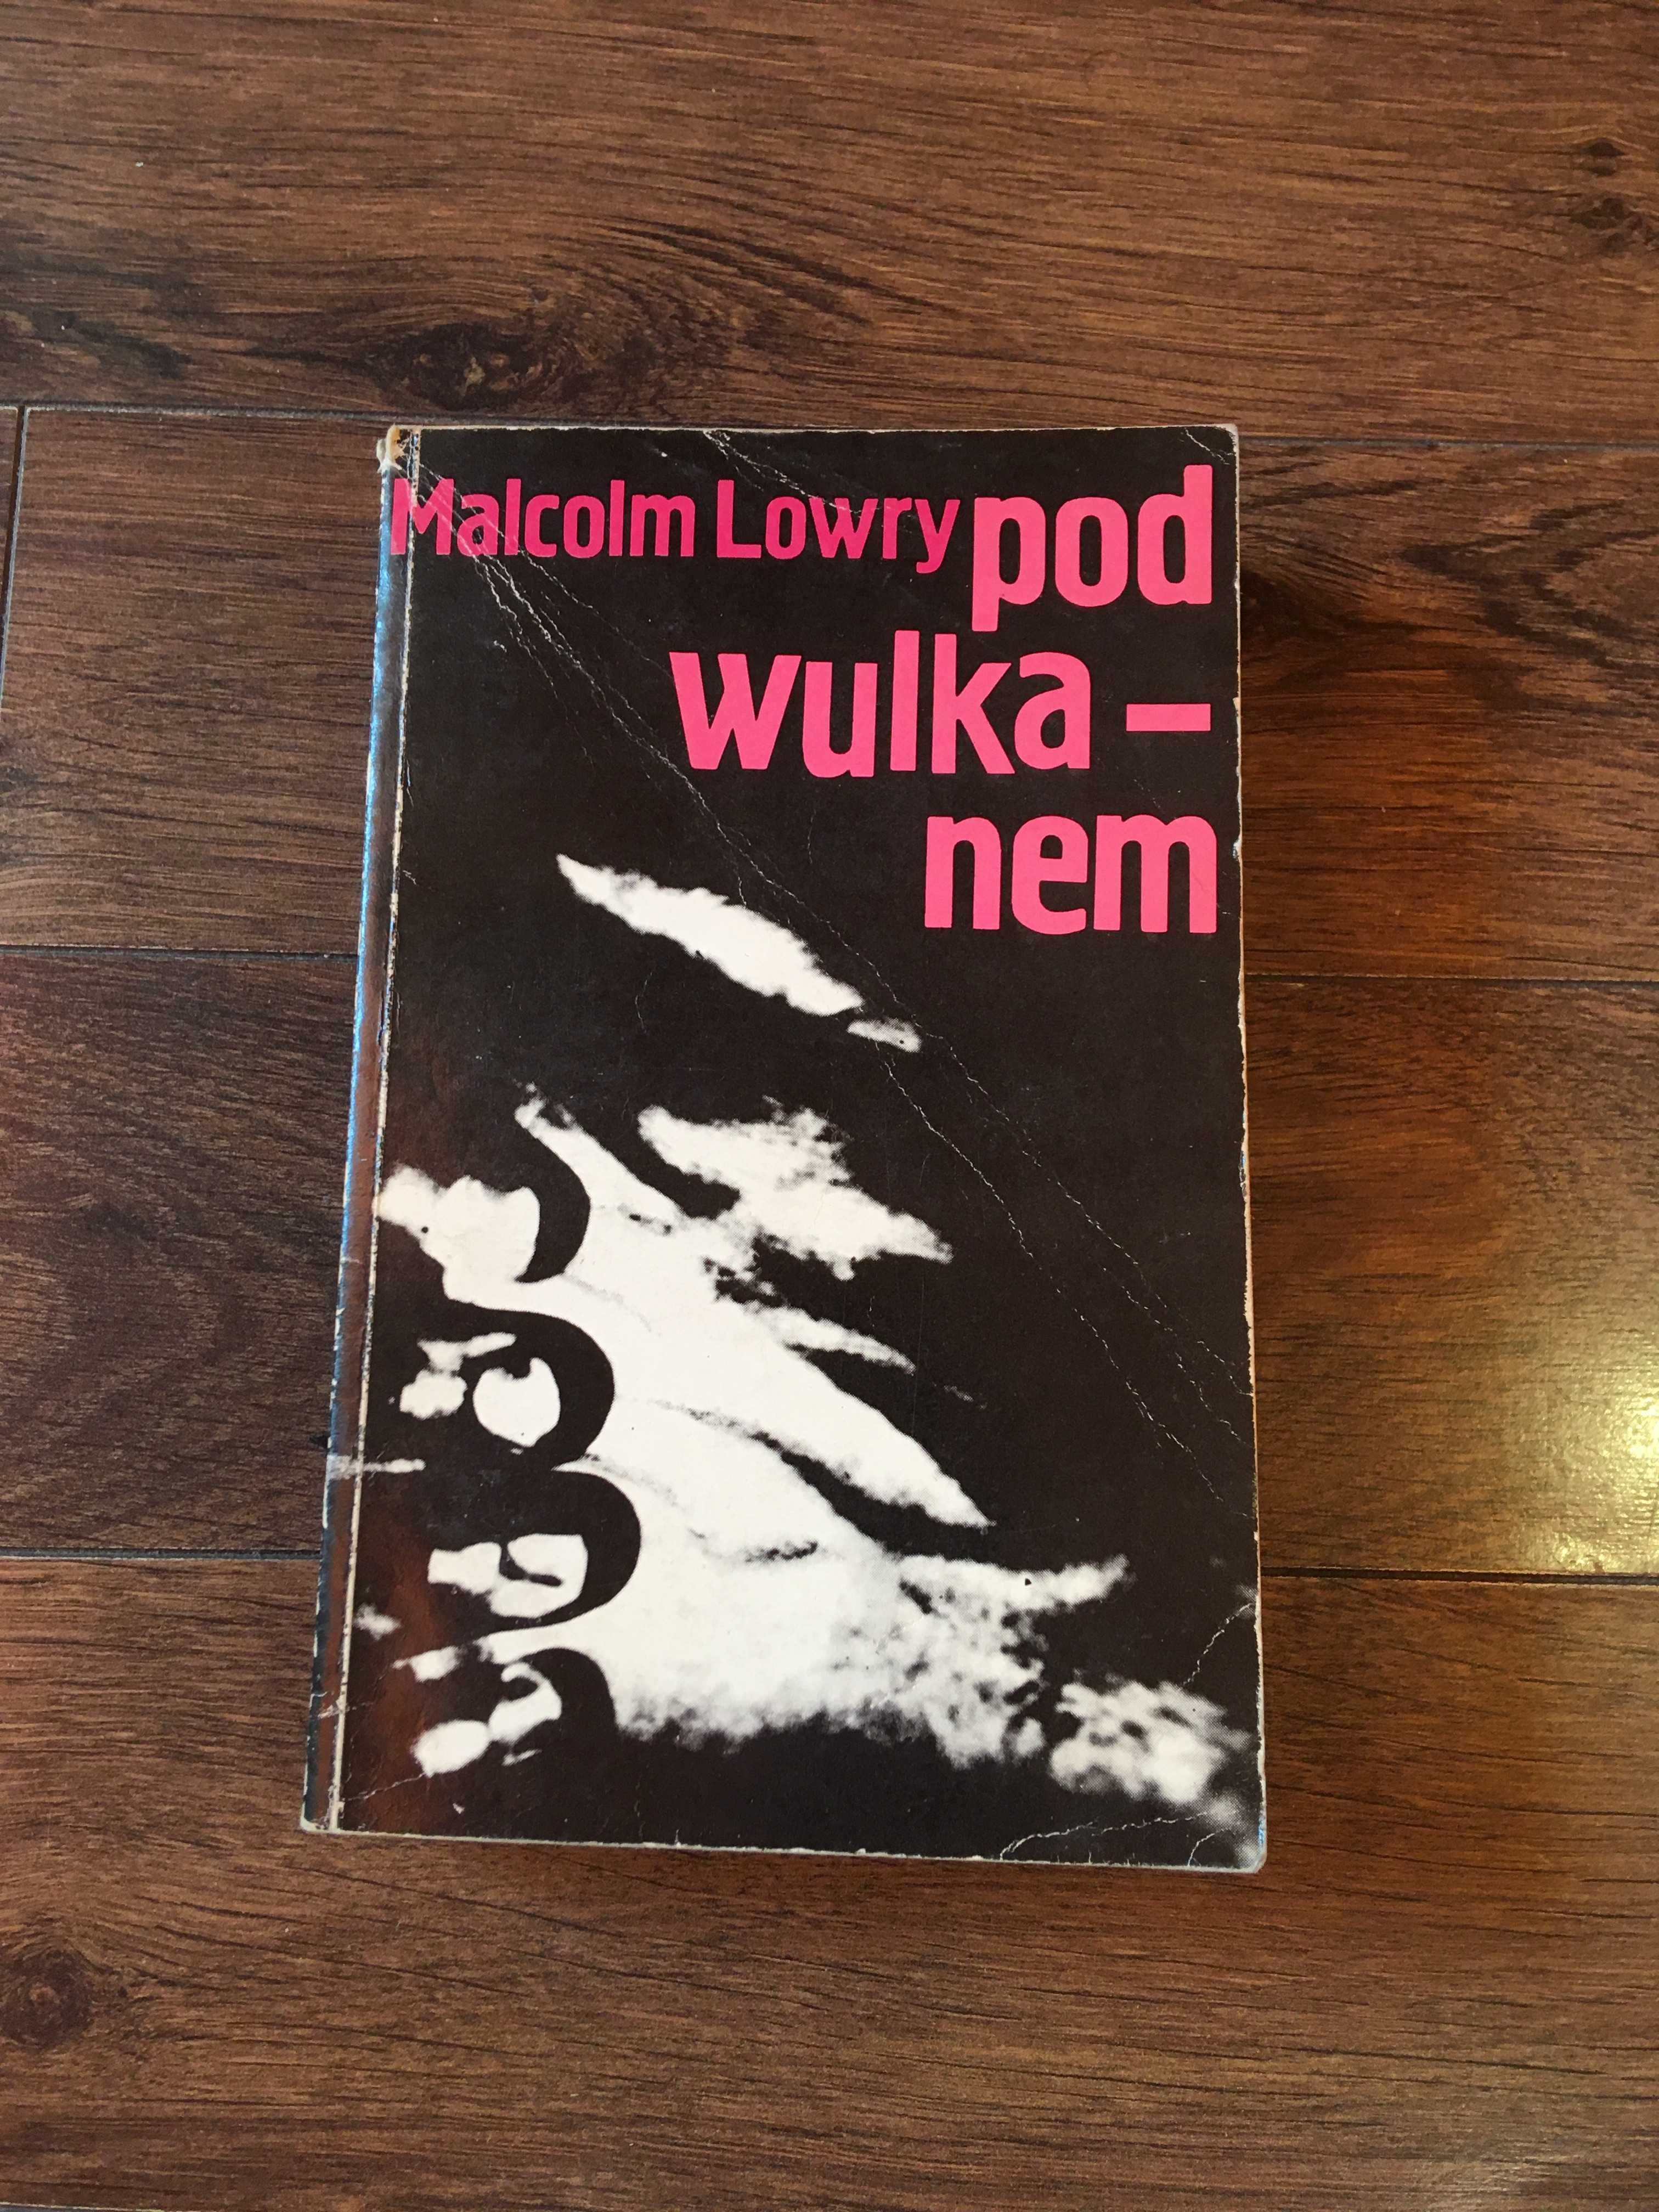 Malcolm Lowry pod
wulka –
nem